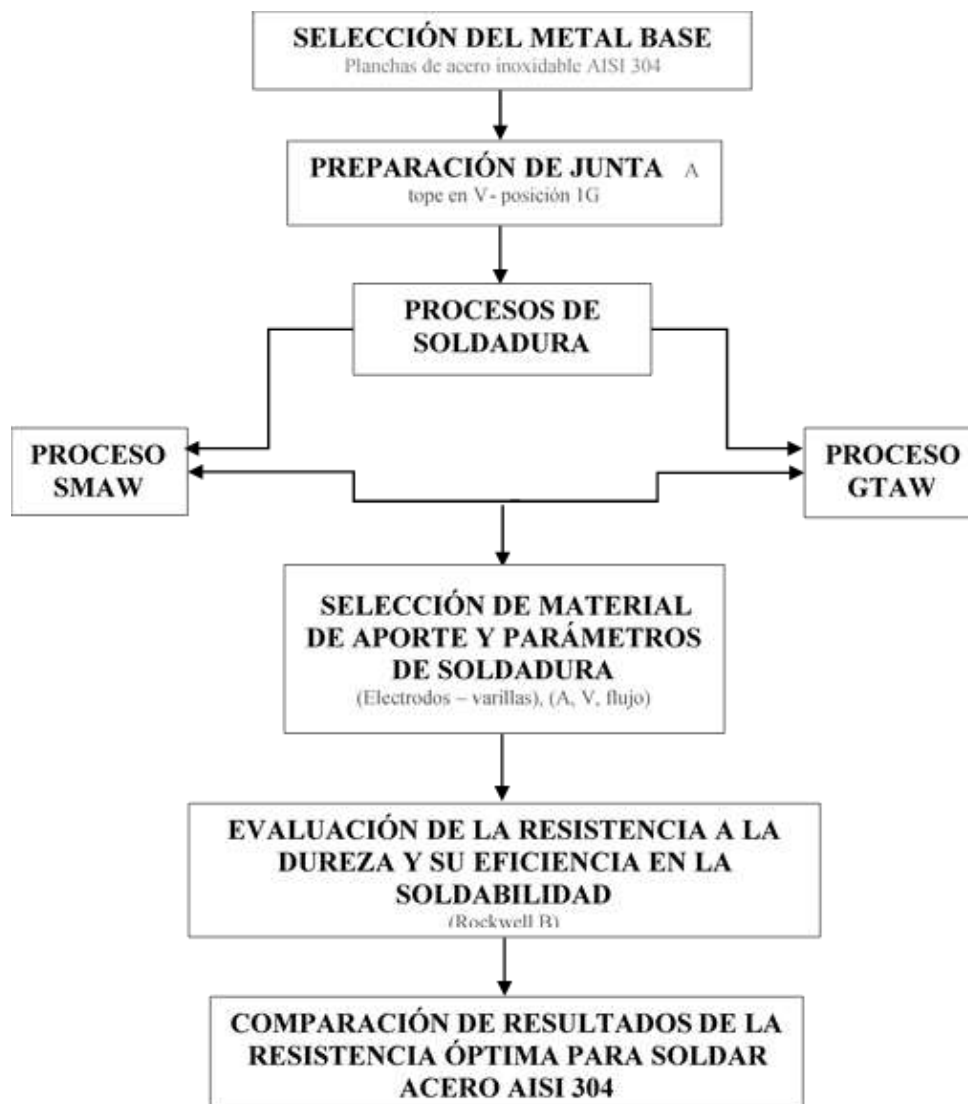 SELECCIÓN DEL METAL BASE
Planchas de acero inoxidable AISI 304
PREPARACIÓN DE JUNTA A
tope en V- posición 1G
PROCESOS DE
SOLDADURA
PROCESO
SMAW
PROCESO
GTAW
SELECCIÓN DE MATERIAL
DE APORTE Y PARÁMETROS
DE SOLDADURA
(Electrodos – varillas), (A, V, flujo)
EVALUACIÓN DE LA RESISTENCIA A LA
DUREZA Y SU EFICIENCIA EN LA
SOLDABILIDAD
(Rockwell B)
COMPARACIÓN DE RESULTADOS DE LA
RESISTENCIA ÓPTIMA PARA SOLDAR
ACERO AISI 304